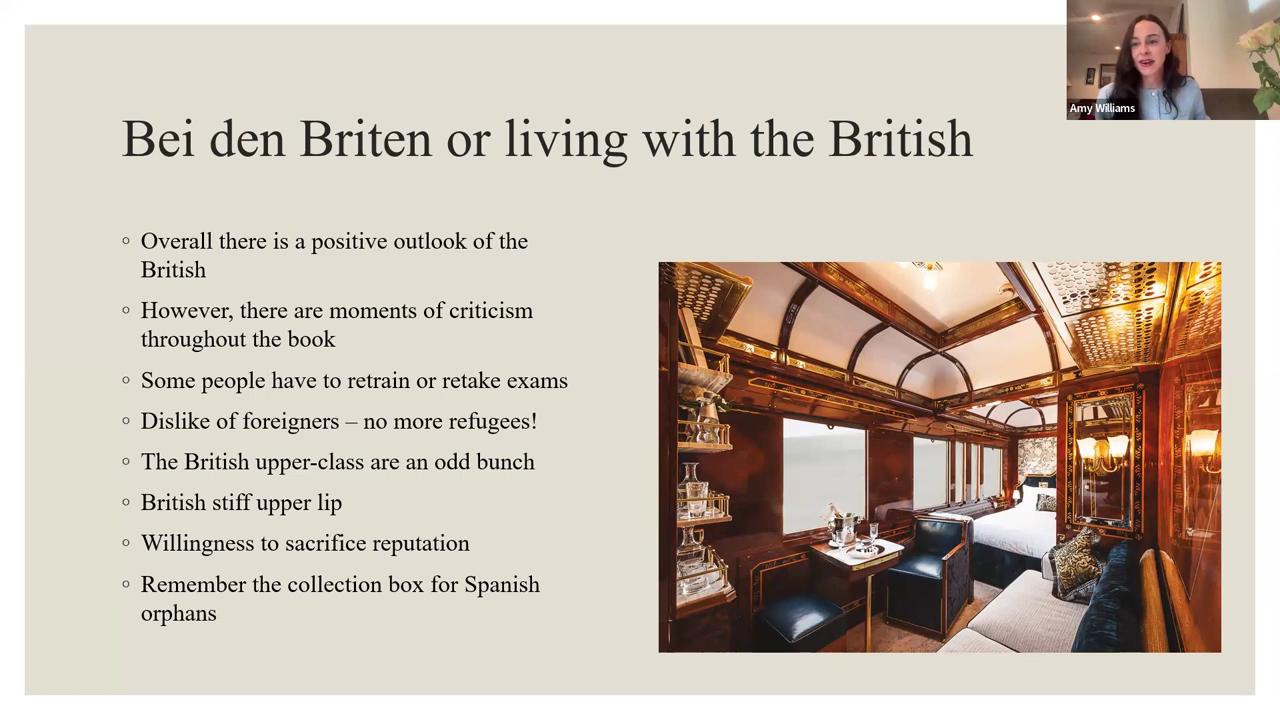 Amy Williams
Bei den Briten or living with the British
◦ Overall there is a positive outlook of the
British
◦ However, there are moments of criticism
throughout the book
◦ Some people have to retrain or retake exams
◦ Dislike of foreigners – no more refugees!
◦ The British upper-class are an odd bunch
◦ British stiff upper lip
◦ Willingness to sacrifice reputation
◦ Remember the collection box for Spanish
orphans